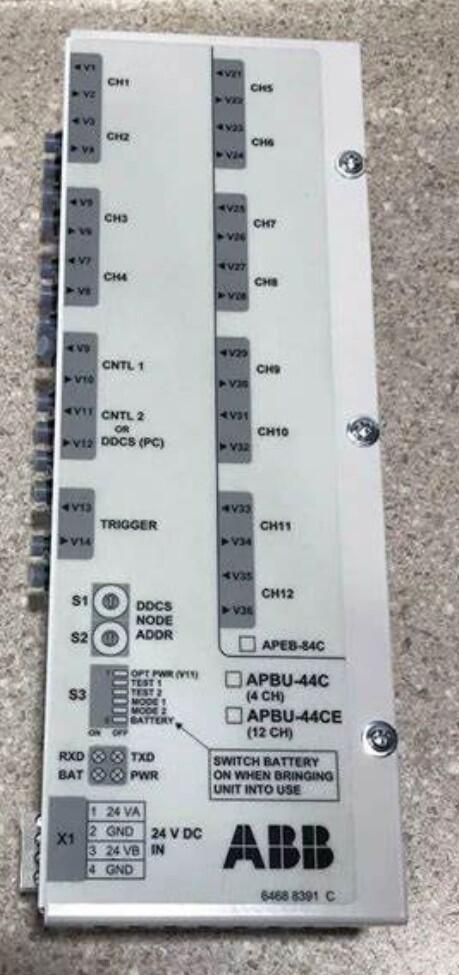 ◄V1
CH1
►V2
◄V3
CH2
►V4
◄V5
CH3
►V6
◄V7
CH4
►V8
◄V9
CNTL 1
►V10
◄V11
CNTL 2
OR
►V12
DDCS (PC)
◄V13
TRIGGER
►V14
◄V21
CH5
►V22
◄V23
CH6
►V24
◄V25
CH7
►V26
◄V27
CH8
►V28
◄V29
CH9
►V30
◄V31
CH10
►V32
◄V33
CH11
►V34
◄V35
CH12
►V36
APEB-84C
S1
S2
DDCS
NODE
ADDR
S3
1 OPT PWR (V11)
TEST 1
TEST 2
MODE 1
MODE 2
6 BATTERY
ON OFF
APBU-44C
(4 CH)
APBU-44CE
(12 CH)
SWITCH BATTERY
ON WHEN BRINGING
UNIT INTO USE
RXD TXD
BAT PWR
X1
1 24 VA
2 GND
3 24 VB
4 GND
24 V DC
IN
ABB
6468 8391 C